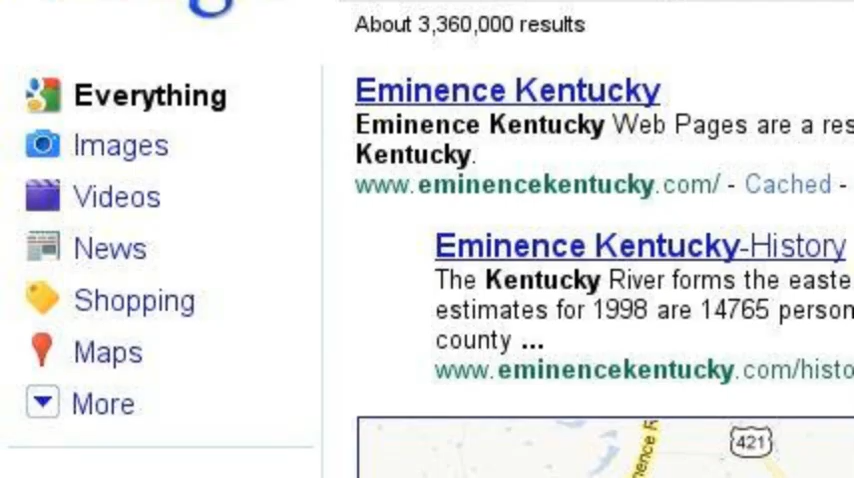 About 3,360,000 results
Everything
Images
Videos
News
Shopping
Maps
More
Eminence Kentucky
Eminence Kentucky Web Pages are a res
Kentucky.
www.eminencekentucky.com/ - Cached -
Eminence Kentucky-History
The Kentucky River forms the easte
estimates for 1998 are 14765 person
county ...
www.eminencekentucky.com/histo
nence R
421